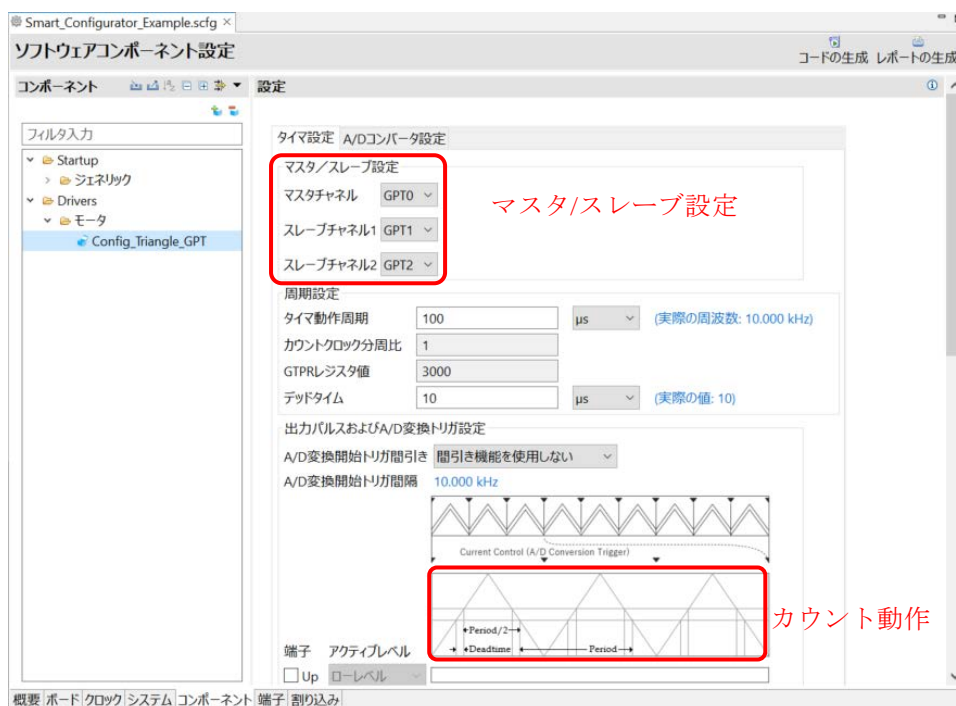 Smart_Configurator_Example.scfg ×
ソフトウェアコンポーネント設定
コードの生成 レポートの生成
コンポーネント
設定
フィルタ入力
Startup
ジェネリック
Drivers
モータ
Config_Triangle_GPT
タイマ設定 A/Dコンバータ設定
マスタ/スレーブ設定
マスタチャネル GPT0
スレーブチャネル1 GPT1
スレーブチャネル2 GPT2
マスタ/スレーブ設定
周期設定
タイマ動作周期 100 μs (実際の周波数: 10.000 kHz)
カウントクロック分周比 1
GTPRレジスタ値 3000
デッドタイム 10 μs (実際の値: 10)
出力パルスおよびA/D変換トリガ設定
A/D変換開始トリガ間引き 間引き機能を使用しない
A/D変換開始トリガ間隔 10.000 kHz
Current Control (A/D Conversion Trigger)
カウント動作
Period/2
Deadtime Period
端子 アクティブレベル
Up ローレベル
概要 ボード クロック システム コンポーネント 端子 割り込み